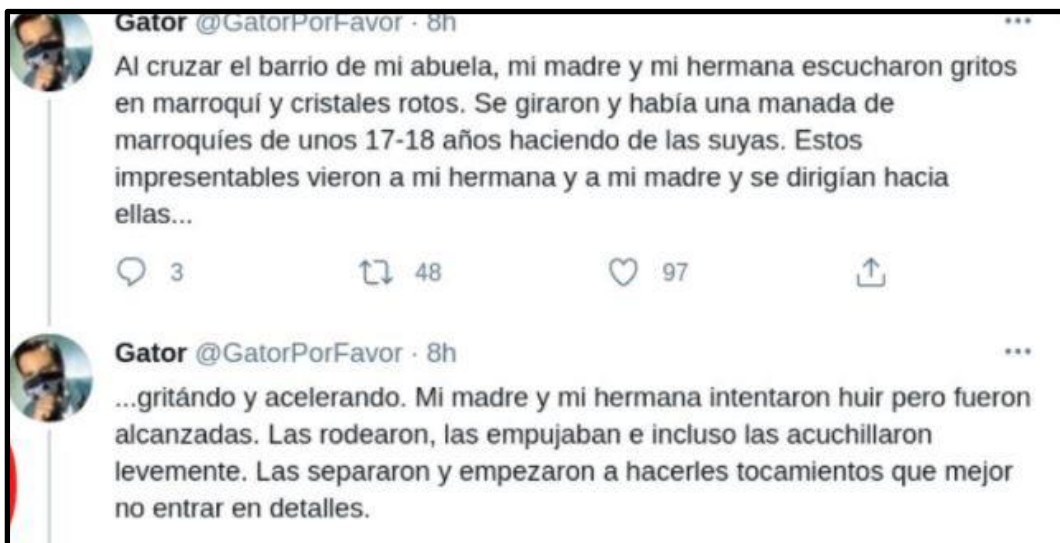 Gator @GatorPorFavor · 8h
Al cruzar el barrio de mi abuela, mi madre y mi hermana escucharon gritos
en marroquí y cristales rotos. Se giraron y había una manada de
marroquíes de unos 17-18 años haciendo de las suyas. Estos
impresentables vieron a mi hermana y a mi madre y se dirigían hacia
ellas...
3 48 97
Gator @GatorPorFavor · 8h
...gritándo y acelerando. Mi madre y mi hermana intentaron huir pero fueron
alcanzadas. Las rodearon, las empujaban e incluso las acuchillaron
levemente. Las separaron y empezaron a hacerles tocamientos que mejor
no entrar en detalles.